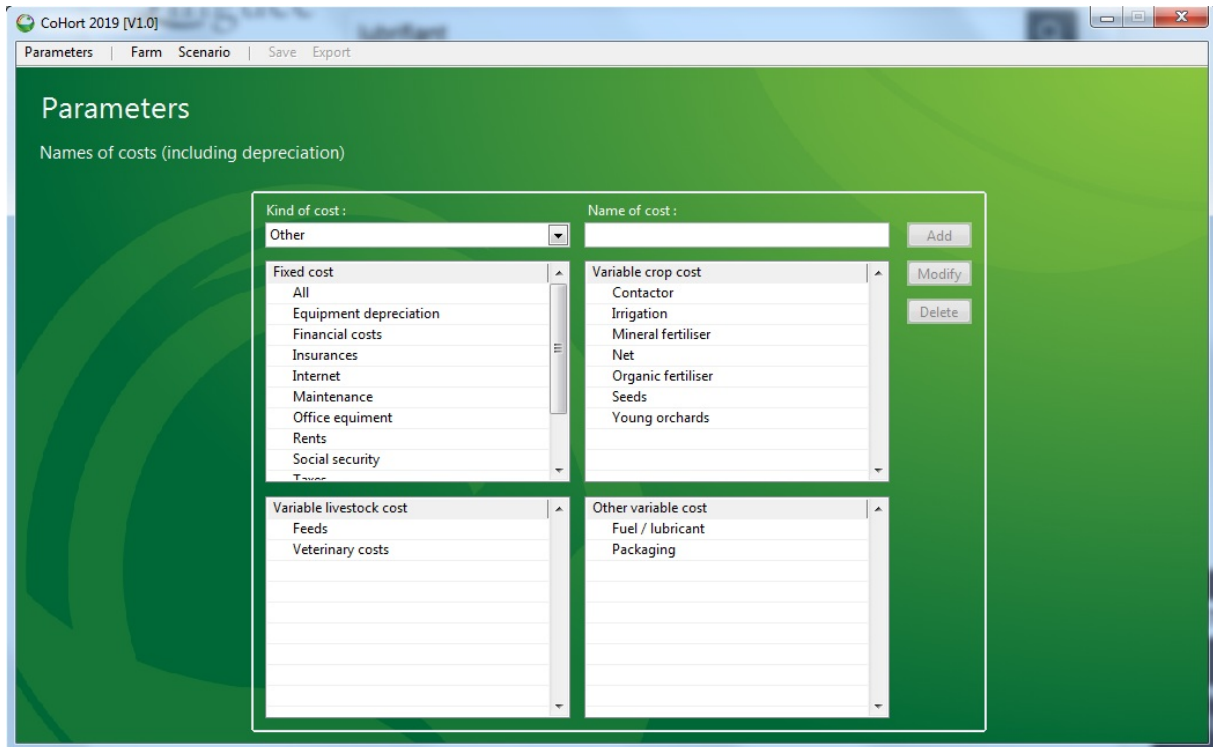 CoHort 2019 [V1.0]
Parameters | Farm Scenario | Save Export
Parameters
Names of costs (including depreciation)
Kind of cost :
Name of cost :
Other
Add
Modify
Delete
Fixed cost
All
Equipment depreciation
Financial costs
Insurances
Internet
Maintenance
Office equiment
Rents
Social security
Taxes
Variable crop cost
Contactor
Irrigation
Mineral fertiliser
Net
Organic fertiliser
Seeds
Young orchards
Variable livestock cost
Feeds
Veterinary costs
Other variable cost
Fuel / lubricant
Packaging